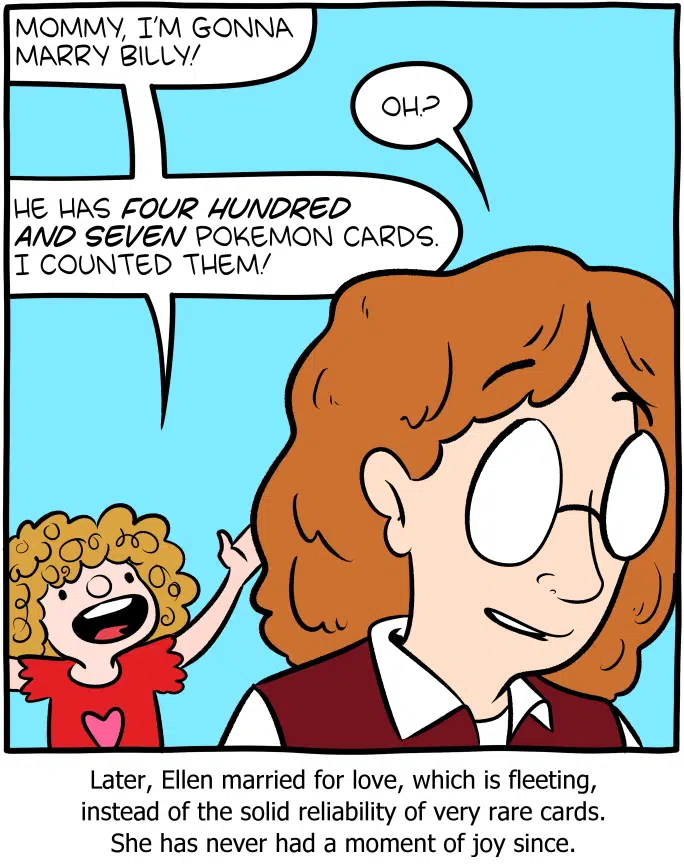 MOMMY, I'M GONNA
MARRY BILLY!
OH?
HE HAS FOUR HUNDRED
AND SEVEN POKEMON CARDS.
I COUNTED THEM!
Later, Ellen married for love, which is fleeting,
instead of the solid reliability of very rare cards.
She has never had a moment of joy since.